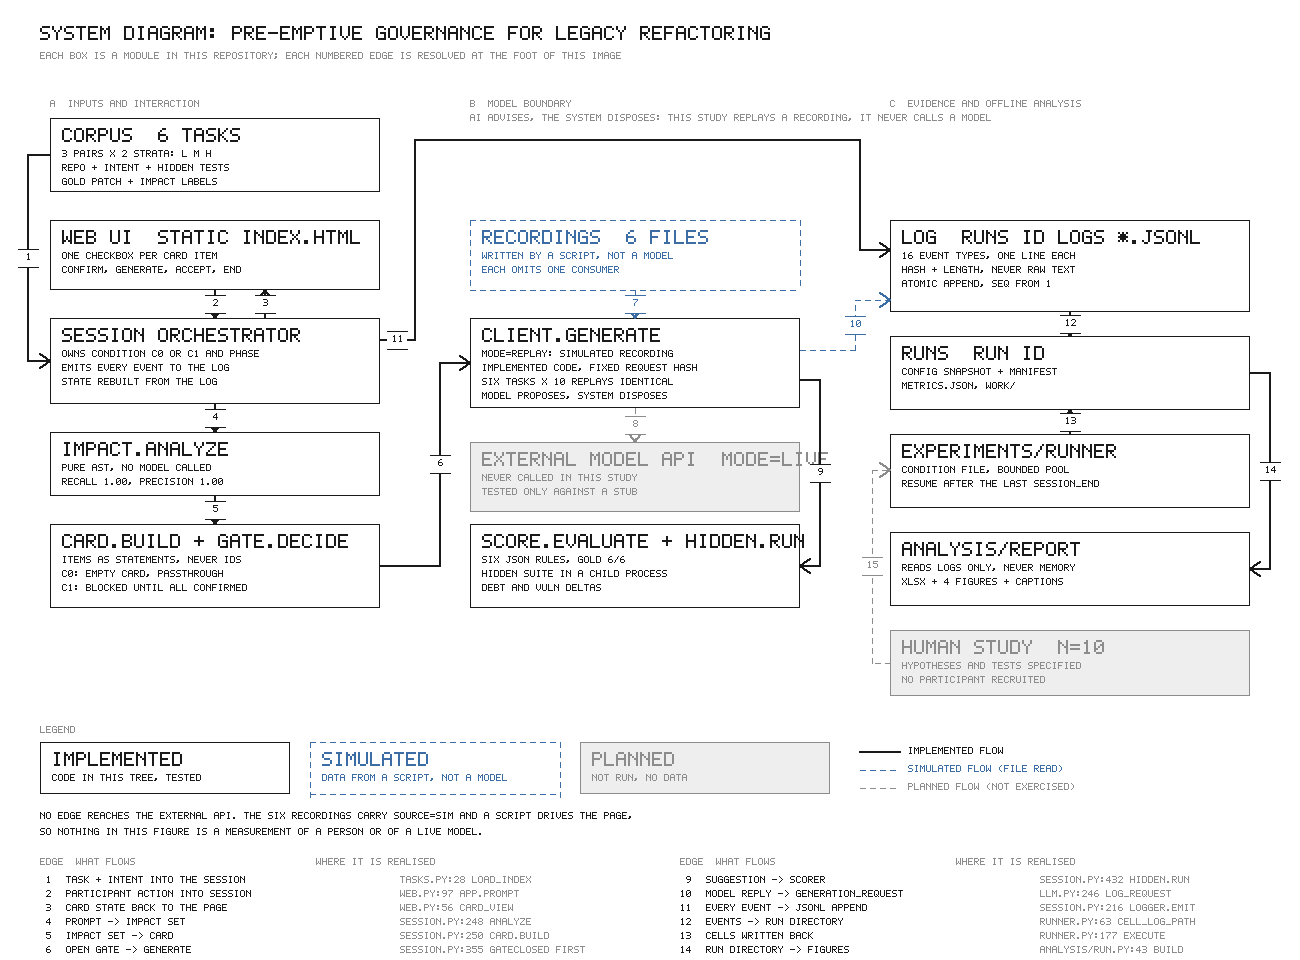 SYSTEM DIAGRAM: PRE-EMPTIVE GOVERNANCE FOR LEGACY REFACTORING
EACH BOX IS A MODULE IN THIS REPOSITORY; EACH NUMBERED EDGE IS RESOLVED AT THE FOOT OF THIS IMAGE
A INPUTS AND INTERACTION
CORPUS 6 TASKS
3 PAIRS X 2 STRATA: L M H
REPO + INTENT + HIDDEN TESTS
GOLD PATCH + IMPACT LABELS
1
WEB UI STATIC INDEX.HTML
ONE CHECKBOX PER CARD ITEM
CONFIRM, GENERATE, ACCEPT, END
2
3
SESSION ORCHESTRATOR
OWNS CONDITION C0 OR C1 AND PHASE
EMITS EVERY EVENT TO THE LOG
STATE REBUILT FROM THE LOG
11
4
IMPACT.ANALYZE
PURE AST, NO MODEL CALLED
RECALL 1.00, PRECISION 1.00
5
CARD.BUILD + GATE.DECIDE
ITEMS AS STATEMENTS, NEVER IDS
C0: EMPTY CARD, PASSTHROUGH
C1: BLOCKED UNTIL ALL CONFIRMED
6
B MODEL BOUNDARY
AI ADVISES, THE SYSTEM DISPOSES: THIS STUDY REPLAYS A RECORDING, IT NEVER CALLS A MODEL
RECORDINGS 6 FILES
WRITTEN BY A SCRIPT, NOT A MODEL
EACH OMITS ONE CONSUMER
7
CLIENT.GENERATE
MODE=REPLAY: SIMULATED RECORDING
IMPLEMENTED CODE, FIXED REQUEST HASH
SIX TASKS X 10 REPLAYS IDENTICAL
MODEL PROPOSES, SYSTEM DISPOSES
8
EXTERNAL MODEL API MODE=LIVE
NEVER CALLED IN THIS STUDY
TESTED ONLY AGAINST A STUB
9
SCORE.EVALUATE + HIDDEN.RUN
SIX JSON RULES, GOLD 6/6
HIDDEN SUITE IN A CHILD PROCESS
DEBT AND VULN DELTAS
10
C EVIDENCE AND OFFLINE ANALYSIS
LOG RUNS ID LOGS *.JSONL
16 EVENT TYPES, ONE LINE EACH
HASH + LENGTH, NEVER RAW TEXT
ATOMIC APPEND, SEQ FROM 1
12
RUNS RUN ID
CONFIG SNAPSHOT + MANIFEST
METRICS.JSON, WORK/
13
EXPERIMENTS/RUNNER
CONDITION FILE, BOUNDED POOL
RESUME AFTER THE LAST SESSION_END
14
ANALYSIS/REPORT
READS LOGS ONLY, NEVER MEMORY
XLSX + 4 FIGURES + CAPTIONS
15
HUMAN STUDY N=10
HYPOTHESES AND TESTS SPECIFIED
NO PARTICIPANT RECRUITED
LEGEND
IMPLEMENTED
CODE IN THIS TREE, TESTED
SIMULATED
DATA FROM A SCRIPT, NOT A MODEL
PLANNED
NOT RUN, NO DATA
IMPLEMENTED FLOW
SIMULATED FLOW (FILE READ)
PLANNED FLOW (NOT EXERCISED)
NO EDGE REACHES THE EXTERNAL API. THE SIX RECORDINGS CARRY SOURCE=SIM AND A SCRIPT DRIVES THE PAGE,
SO NOTHING IN THIS FIGURE IS A MEASUREMENT OF A PERSON OR OF A LIVE MODEL.
EDGE WHAT FLOWS WHERE IT IS REALISED
1 TASK + INTENT INTO THE SESSION TASKS.PY:28 LOAD_INDEX
2 PARTICIPANT ACTION INTO SESSION WEB.PY:97 APP.PROMPT
3 CARD STATE BACK TO THE PAGE WEB.PY:56 CARD_VIEW
4 PROMPT -> IMPACT SET SESSION.PY:248 ANALYZE
5 IMPACT SET -> CARD SESSION.PY:250 CARD.BUILD
6 OPEN GATE -> GENERATE SESSION.PY:355 GATECLOSED FIRST
EDGE WHAT FLOWS WHERE IT IS REALISED
9 SUGGESTION -> SCORER SESSION.PY:432 HIDDEN.RUN
10 MODEL REPLY -> GENERATION_REQUEST LLM.PY:246 LOG_REQUEST
11 EVERY EVENT -> JSONL APPEND SESSION.PY:216 LOGGER.EMIT
12 EVENTS -> RUN DIRECTORY RUNNER.PY:63 CELL_LOG_PATH
13 CELLS WRITTEN BACK RUNNER.PY:177 EXECUTE
14 RUN DIRECTORY -> FIGURES ANALYSIS/RUN.PY:43 BUILD